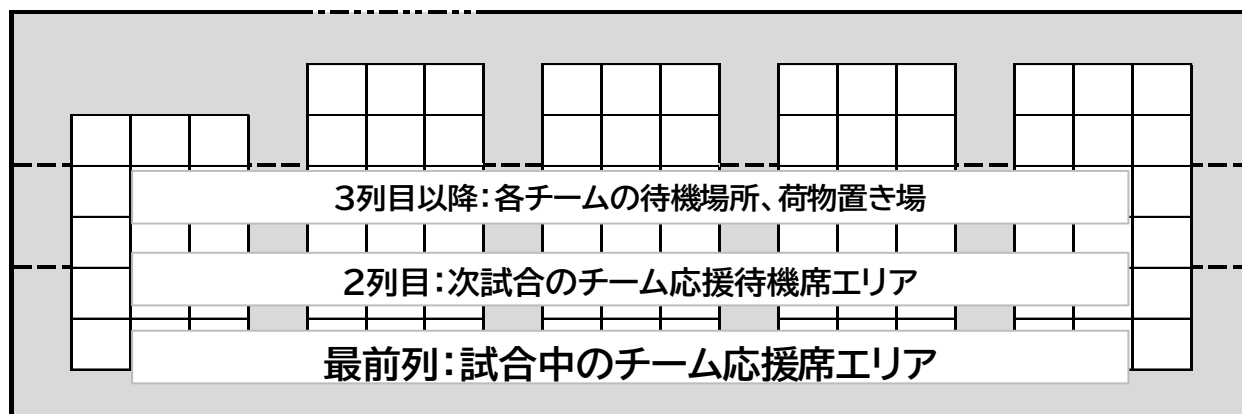 3列目以降：各チームの待機場所、荷物置き場
2列目：次試合のチーム応援待機席エリア
最前列：試合中のチーム応援席エリア